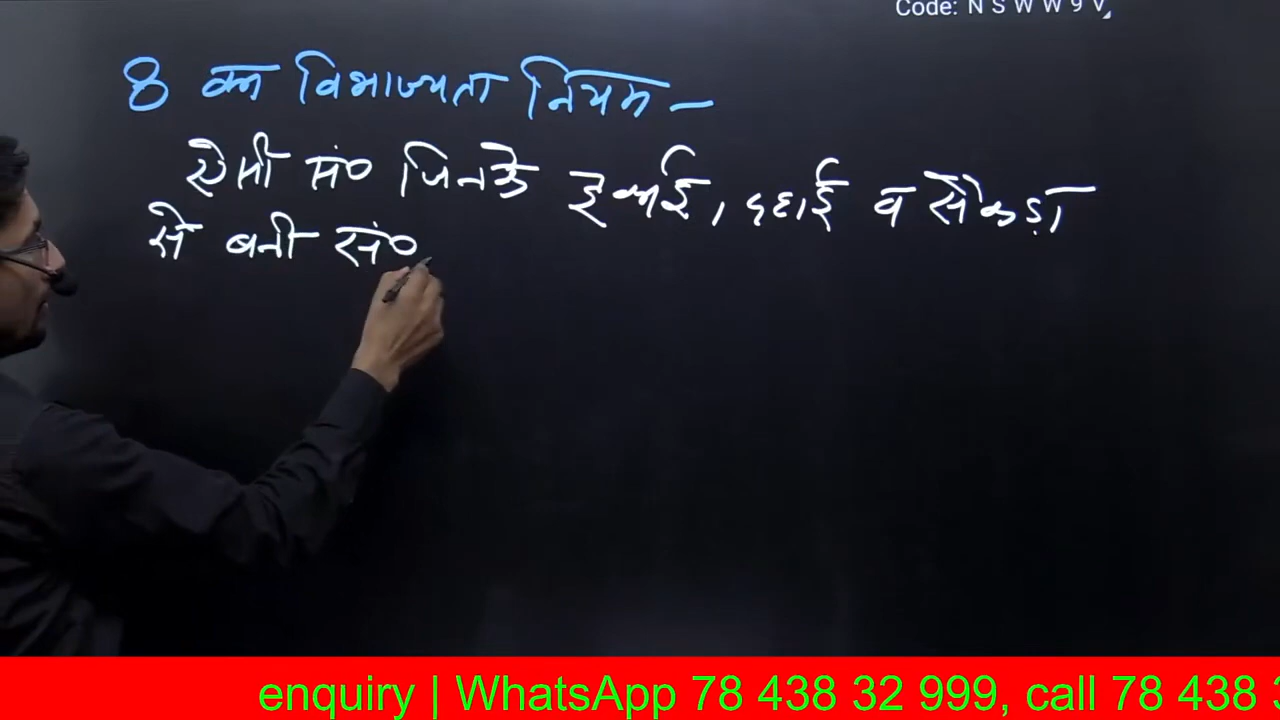 Code: N S W W 9 V
8 का विभाज्यता नियम -
ऐसी सं० जिनके इकाई, दहाई व सैकड़ा
से बनी सं०
enquiry | WhatsApp 78 438 32 999, call 78 438 3